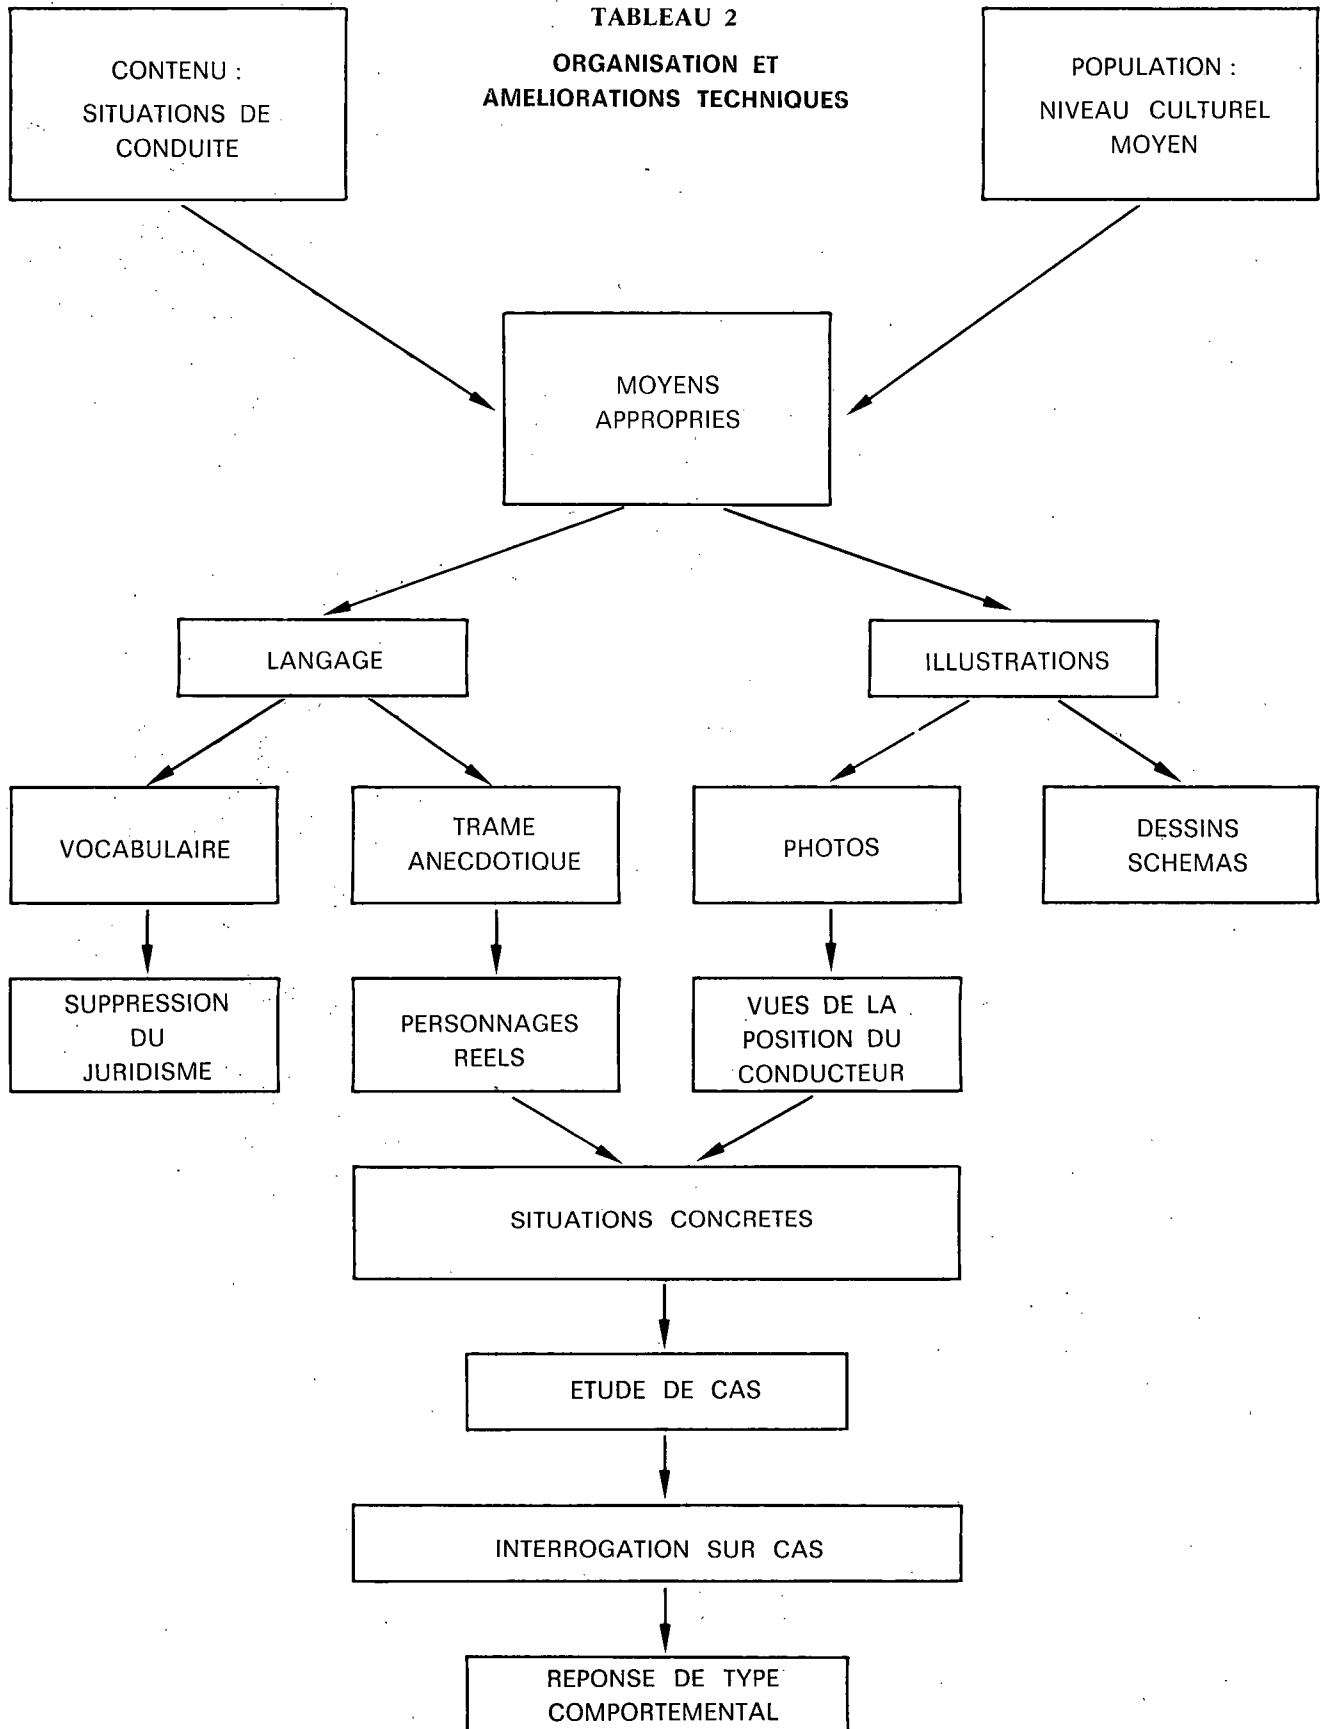 TABLEAU 2
ORGANISATION ET
AMELIORATIONS TECHNIQUES
CONTENU :
SITUATIONS DE
CONDUITE
POPULATION :
NIVEAU CULTUREL
MOYEN
MOYENS
APPROPRIES
LANGAGE
ILLUSTRATIONS
VOCABULAIRE
TRAME
ANECDOTIQUE
PHOTOS
DESSINS
SCHEMAS
SUPPRESSION
DU
JURIDISME
PERSONNAGES
REELS
VUES DE LA
POSITION DU
CONDUCTEUR
SITUATIONS CONCRETES
ETUDE DE CAS
INTERROGATION SUR CAS
REPONSE DE TYPE
COMPORTEMENTAL